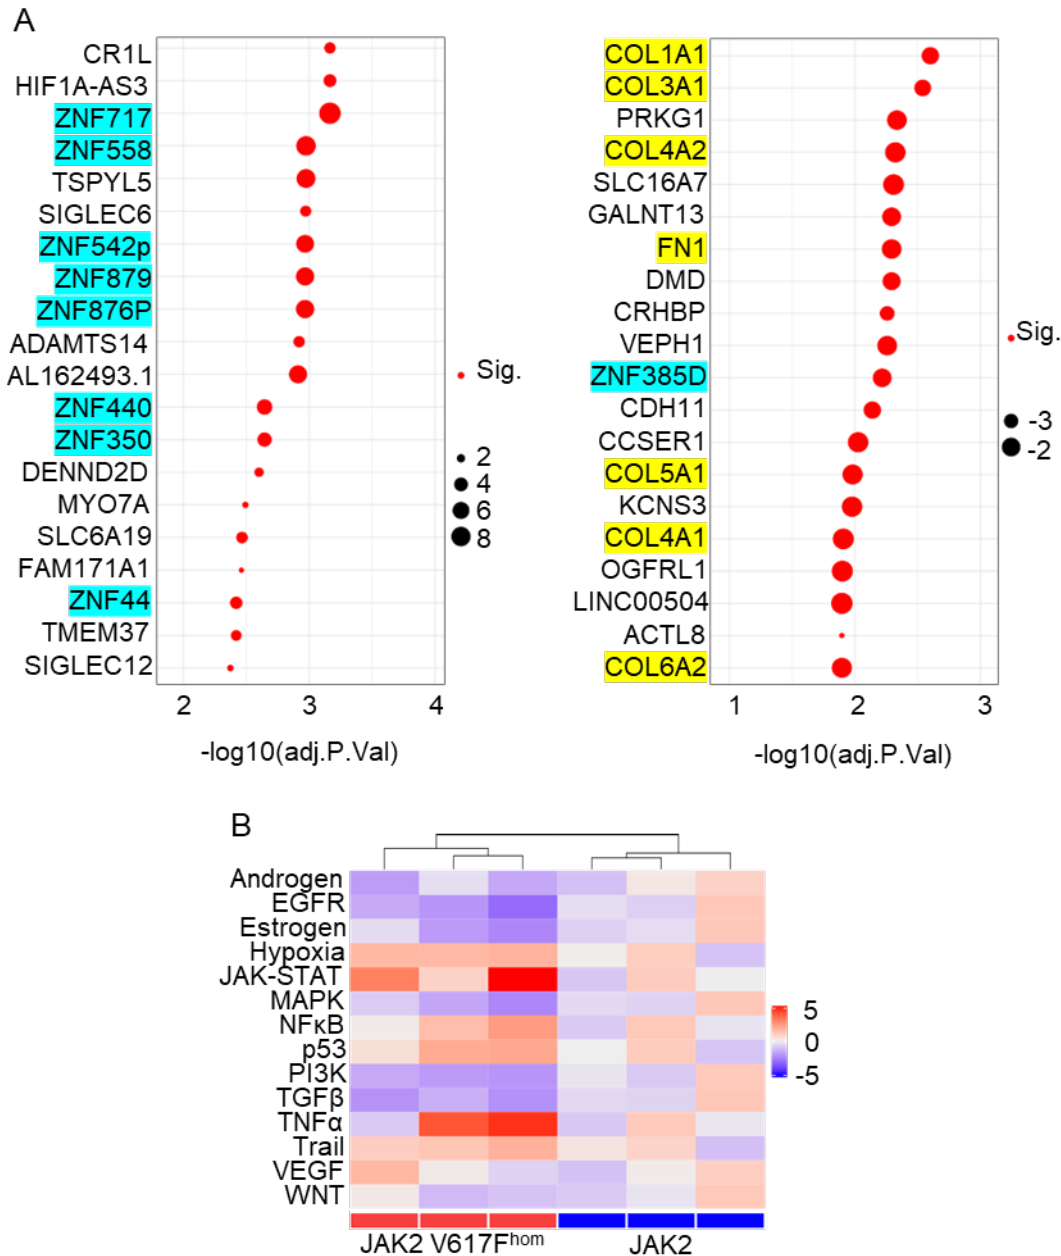 A
CR1L
HIF1A-AS3
ZNF717
ZNF558
TSPYL5
SIGLEC6
ZNF542p
ZNF879
ZNF876P
ADAMTS14
AL162493.1
ZNF440
ZNF350
DENND2D
MYO7A
SLC6A19
FAM171A1
ZNF44
TMEM37
SIGLEC12
2 3 4
-log10(adj.P.Val)
Sig.
2
4
6
8
COL1A1
COL3A1
PRKG1
COL4A2
SLC16A7
GALNT13
FN1
DMD
CRHBP
VEPH1
ZNF385D
CDH11
CCSER1
COL5A1
KCNS3
COL4A1
OGFRL1
LINC00504
ACTL8
COL6A2
1 2 3
-log10(adj.P.Val)
Sig.
-3
-2
B
Androgen
EGFR
Estrogen
Hypoxia
JAK-STAT
MAPK
NFκB
p53
PI3K
TGFβ
TNFα
Trail
VEGF
WNT
5
0
-5
JAK2 V617Fhom JAK2